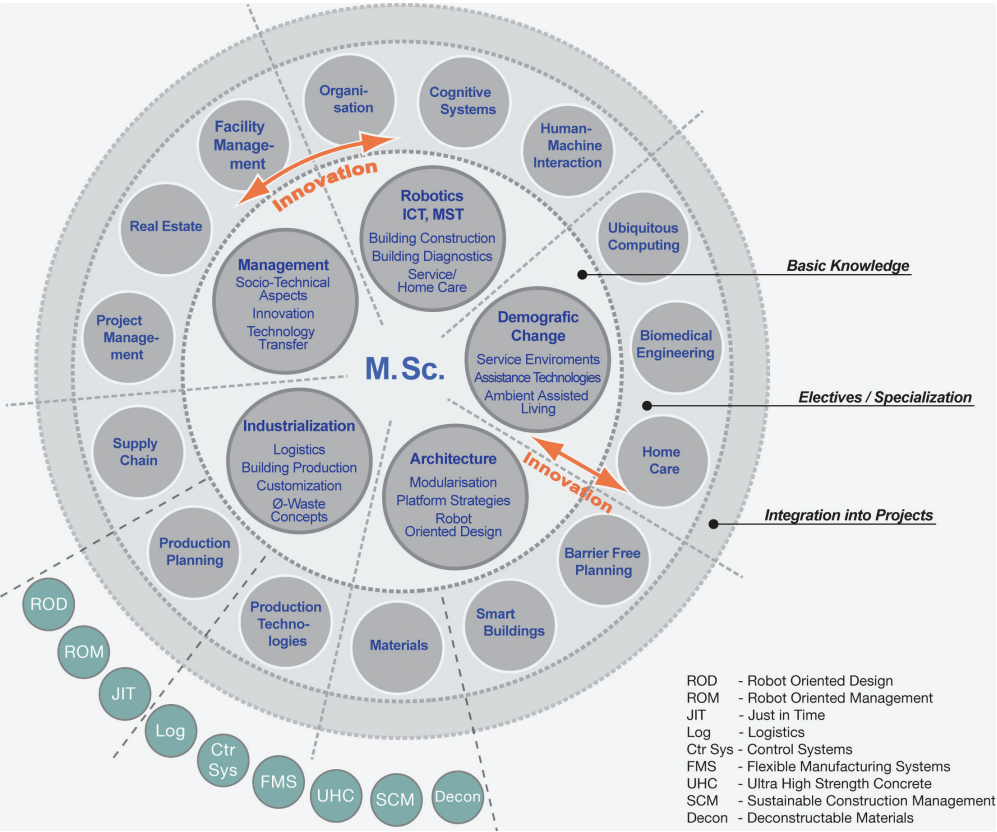 Organi-
sation
Cognitive
Systems
Human-
Machine
Interaction
Facility
Manage-
ment
Innovation
Real Estate
Ubiquitous
Computing
Robotics
ICT, MST
Building Construction
Building Diagnostics
Service/
Home Care
Management
Socio-Technical
Aspects
Innovation
Technology
Transfer
Basic Knowledge
Project
Manage-
ment
Demografic
Change
Service Enviroments
Assistance Technologies
Ambient Assisted
Living
Biomedical
Engineering
M. Sc.
Electives / Specialization
Supply
Chain
Industrialization
Logistics
Building Production
Customization
Ø-Waste
Concepts
Architecture
Modularisation
Platform Strategies
Robot
Oriented Design
Innovation
Home
Care
Integration into Projects
Production
Planning
Barrier Free
Planning
Production
Techno-
logies
Materials
Smart
Buildings
ROD
ROM
JIT
Log
Ctr
Sys
FMS
UHC
SCM
Decon
ROD - Robot Oriented Design
ROM - Robot Oriented Management
JIT - Just in Time
Log - Logistics
Ctr Sys - Control Systems
FMS - Flexible Manufacturing Systems
UHC - Ultra High Strength Concrete
SCM - Sustainable Construction Management
Decon - Deconstructable Materials